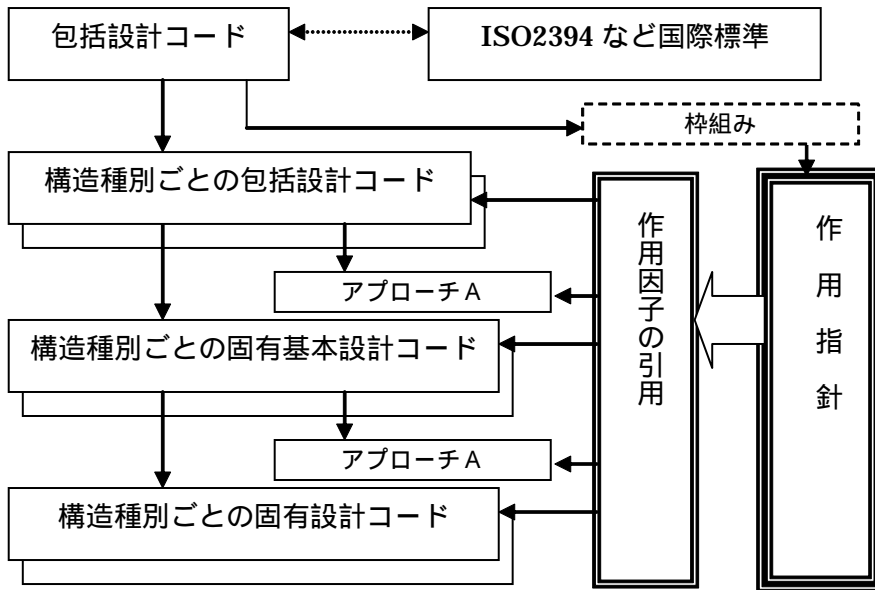 包括設計コード
ISO2394 など国際標準
枠組み
構造種別ごとの包括設計コード
アプローチA
構造種別ごとの固有基本設計コード
アプローチA
構造種別ごとの固有設計コード
作用因子の引用
作用指針